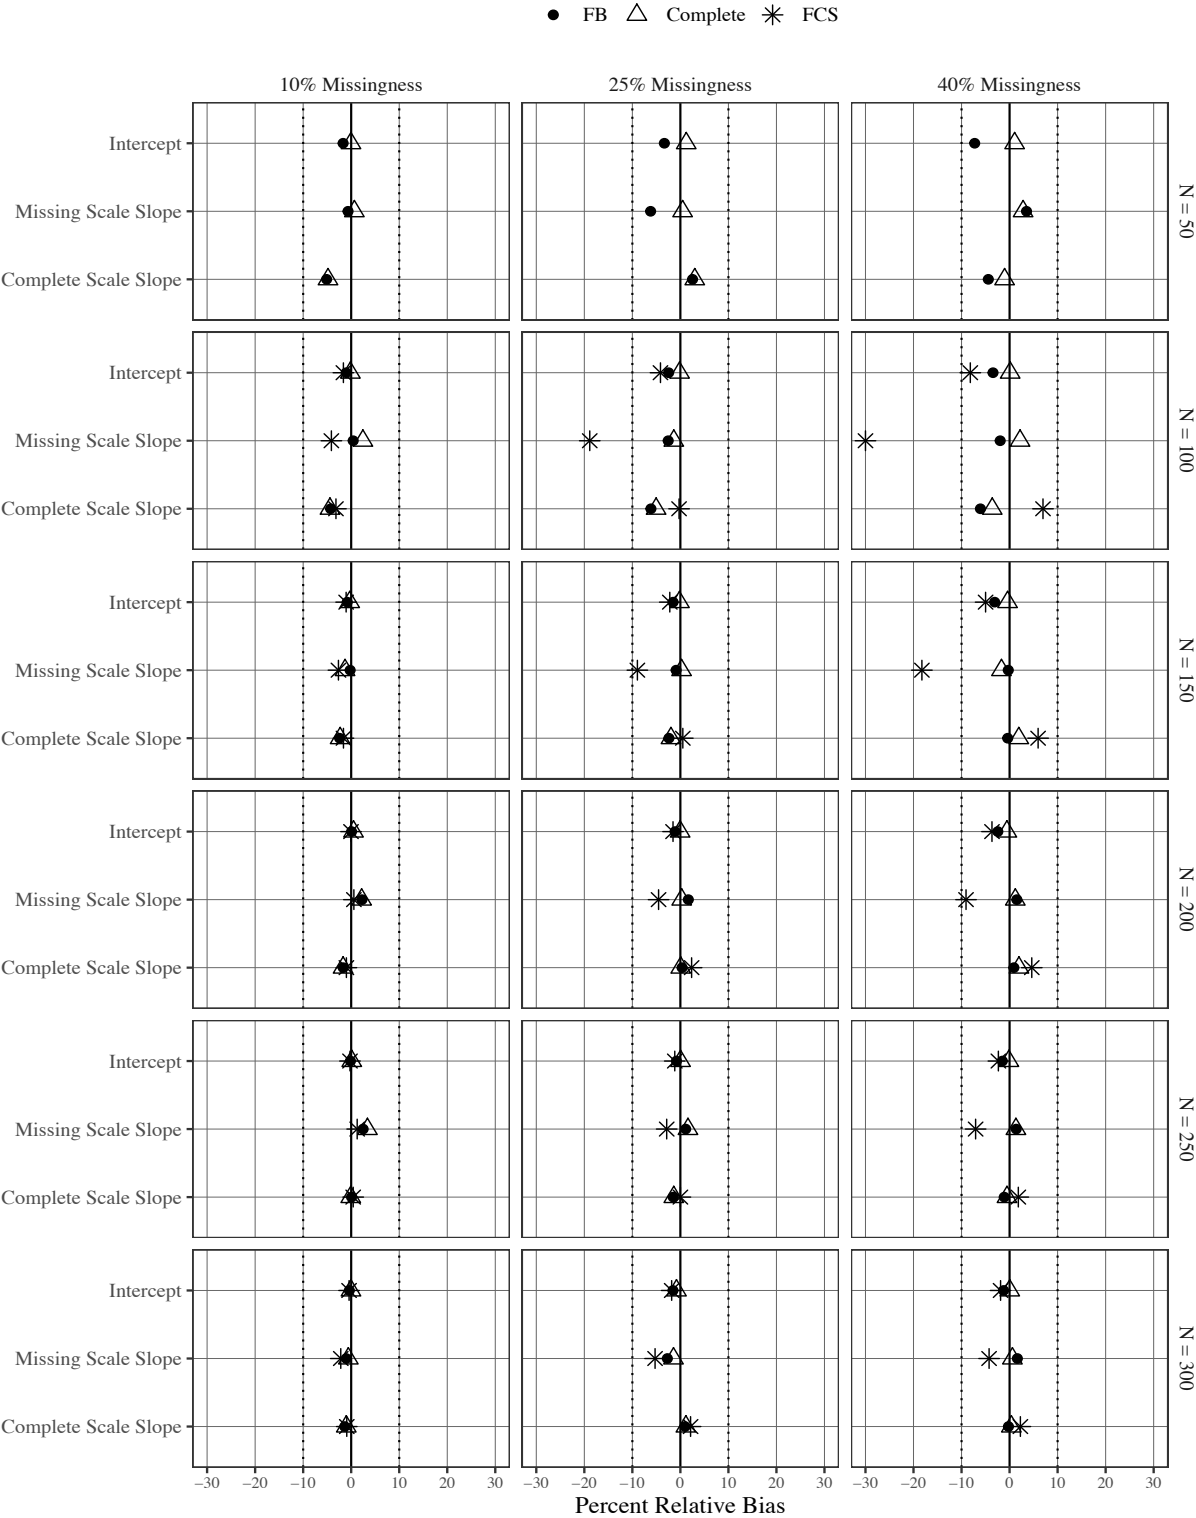 FB Complete FCS
10% Missingness 25% Missingness 40% Missingness
Intercept
Missing Scale Slope
Complete Scale Slope
N = 50
Intercept
Missing Scale Slope
Complete Scale Slope
N = 100
Intercept
Missing Scale Slope
Complete Scale Slope
N = 150
Intercept
Missing Scale Slope
Complete Scale Slope
N = 200
Intercept
Missing Scale Slope
Complete Scale Slope
N = 250
Intercept
Missing Scale Slope
Complete Scale Slope
N = 300
−30 −20 −10 0 10 20 30 −30 −20 −10 0 10 20 30 −30 −20 −10 0 10 20 30
Percent Relative Bias